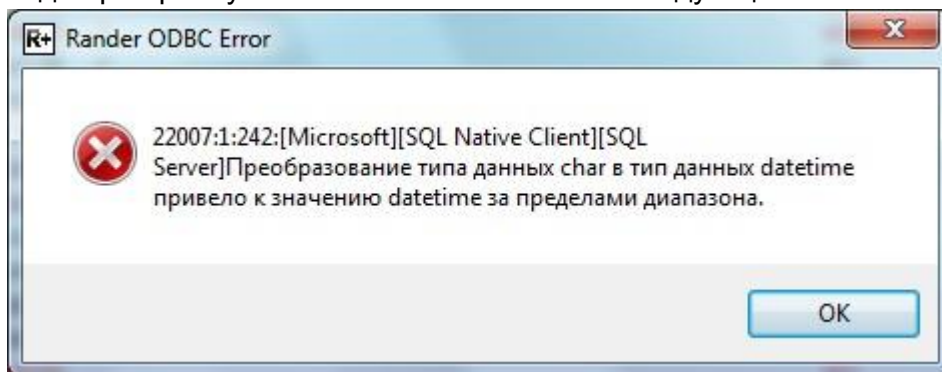 R+ Rander ODBC Error
22007:1:242:[Microsoft][SQL Native Client][SQL
Server]Преобразование типа данных char в тип данных datetime
привело к значению datetime за пределами диапазона.
OK